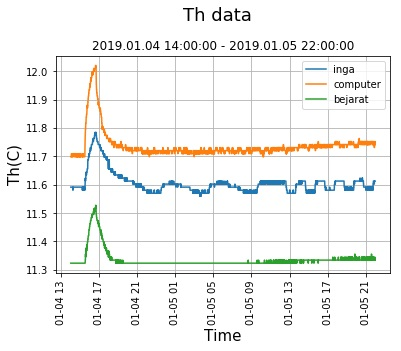 Th data
2019.01.04 14:00:00 - 2019.01.05 22:00:00
inga
computer
bejarat
Th(C)
12.0
11.9
11.8
11.7
11.6
11.5
11.4
11.3
01-04 13
01-04 17
01-04 21
01-05 01
01-05 05
01-05 09
01-05 13
01-05 17
01-05 21
Time